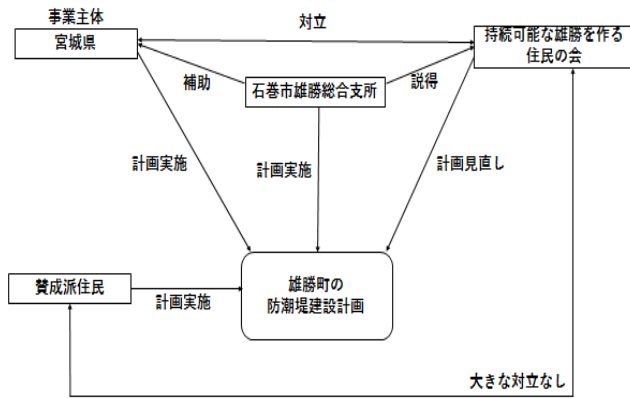 事業主体
宮城県
対立
持続可能な雄勝を作る
住民の会
補助
石巻市雄勝総合支所
説得
計画実施
計画実施
計画見直し
雄勝町の
防潮堤建設計画
賛成派住民
計画実施
大きな対立なし